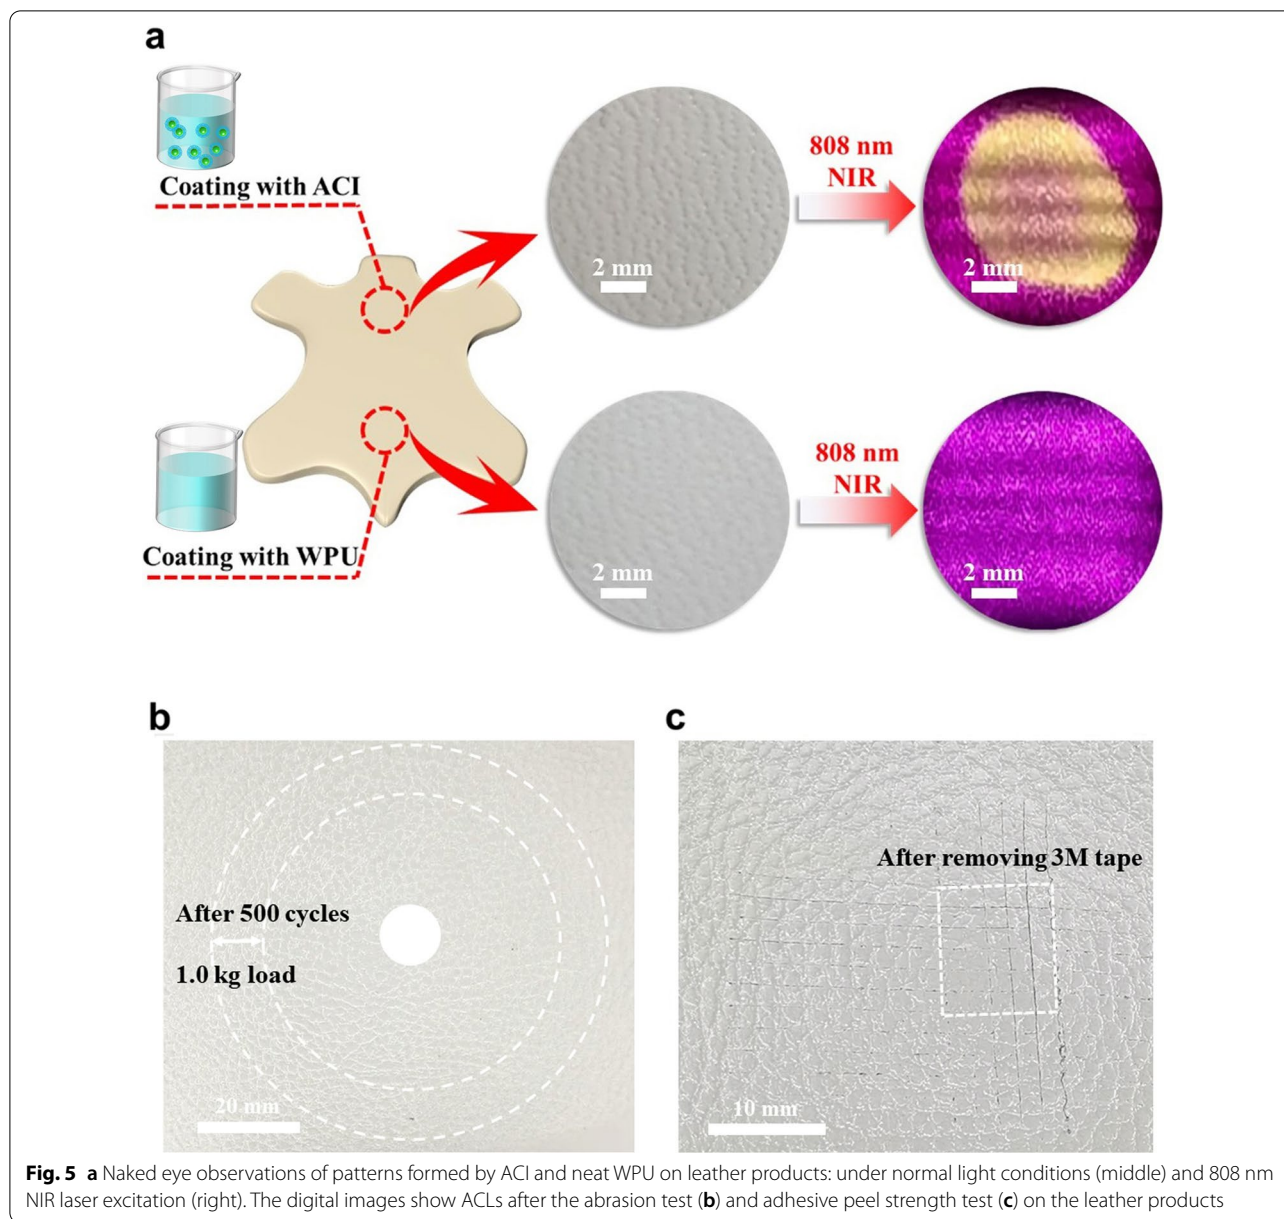 a
Coating with ACI
2 mm
808 nm
NIR
2 mm
Coating with WPU
2 mm
808 nm
NIR
2 mm
b
After 500 cycles
1.0 kg load
20 mm
c
After removing 3M tape
10 mm
Fig. 5 a Naked eye observations of patterns formed by ACI and neat WPU on leather products: under normal light conditions (middle) and 808 nm
NIR laser excitation (right). The digital images show ACLs after the abrasion test (b) and adhesive peel strength test (c) on the leather products